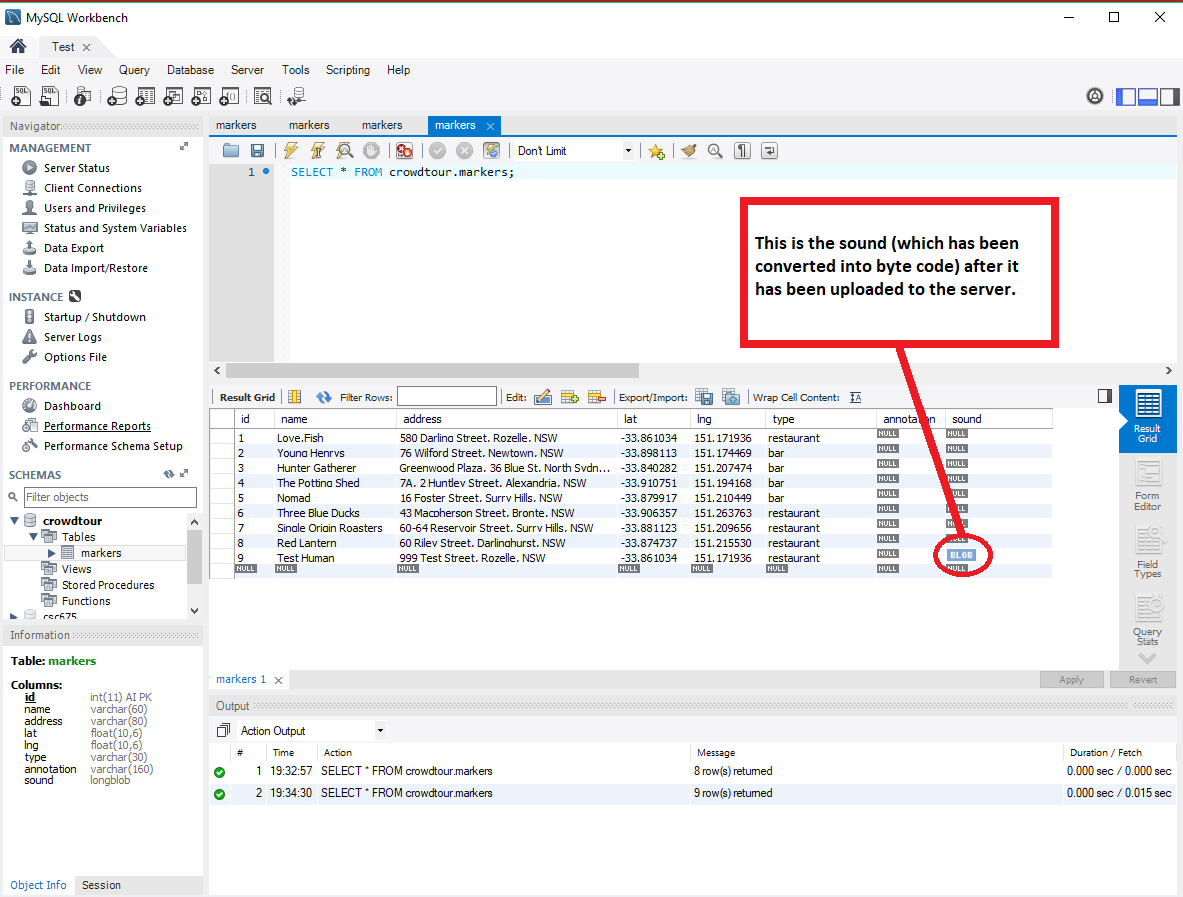 MySQL Workbench
Test
File Edit View Query Database Server Tools Scripting Help
Navigator
MANAGEMENT
Server Status
Client Connections
Users and Privileges
Status and System Variables
Data Export
Data Import/Restore
INSTANCE
Startup / Shutdown
Server Logs
Options File
PERFORMANCE
Dashboard
Performance Reports
Performance Schema Setup
SCHEMAS
Filter objects
crowdtour
Tables
markers
Views
Stored Procedures
Functions
csc675
Information
Table: markers
Columns:
id int(11) AI PK
name varchar(60)
address varchar(80)
lat float(10,6)
lng float(10,6)
type varchar(30)
annotation varchar(160)
sound longblob
Object Info Session
markers markers markers markers
Don't Limit
1 SELECT * FROM crowdtour.markers;
This is the sound (which has been
converted into byte code) after it
has been uploaded to the server.
Result Grid Filter Rows: Edit: Export/Import: Wrap Cell Content:
id name address lat lng type annotation sound
1 Love.Fish 580 Darling Street, Rozelle, NSW -33.861034 151.171936 restaurant NULL NULL
2 Young Henrys 76 Wilford Street, Newtown, NSW -33.898113 151.174469 bar NULL NULL
3 Hunter Gatherer Greenwood Plaza, 36 Blue St, North Sydn... -33.840282 151.207474 bar NULL NULL
4 The Potting Shed 7A, 2 Huntley Street, Alexandria, NSW -33.910751 151.194168 bar NULL NULL
5 Nomad 16 Foster Street, Surry Hills, NSW -33.879917 151.210449 bar NULL NULL
6 Three Blue Ducks 43 Macpherson Street, Bronte, NSW -33.906357 151.263763 restaurant NULL NULL
7 Single Origin Roasters 60-64 Reservoir Street, Surry Hills, NSW -33.881123 151.209656 restaurant NULL NULL
8 Red Lantern 60 Riley Street, Darlinghurst, NSW -33.874737 151.215530 restaurant NULL NULL
9 Test Human 999 Test Street, Rozelle, NSW -33.861034 151.171936 restaurant NULL BLOB
NULL NULL NULL NULL NULL NULL NULL NULL
Result
Grid
Form
Editor
Field
Types
Query
Stats
markers 1
Apply Revert
Output
Action Output
# Time Action Message Duration / Fetch
1 19:32:57 SELECT * FROM crowdtour.markers 8 row(s) returned 0.000 sec / 0.000 sec
2 19:34:30 SELECT * FROM crowdtour.markers 9 row(s) returned 0.000 sec / 0.015 sec